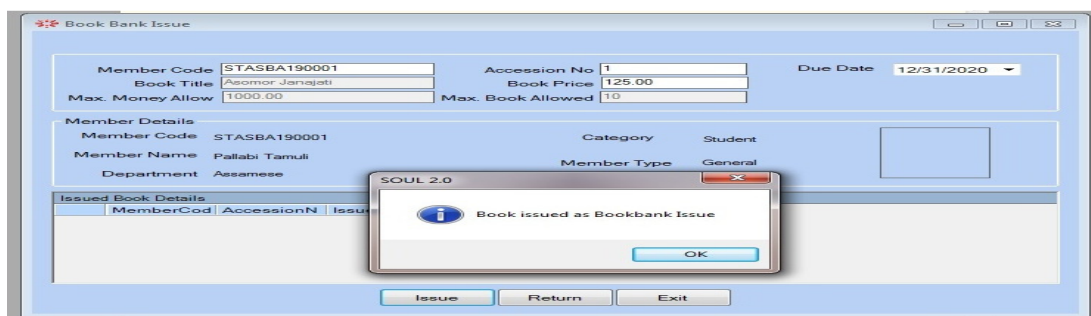 Book Bank Issue
Member Code STASBA190001 Accession No 1 Due Date 12/31/2020
Book Title Asomor Janajati Book Price 125.00
Max. Money Allow 1000.00 Max. Book Allowed 10
Member Details
Member Code STASBA190001 Category Student
Member Name Pallabi Tamuli Member Type General
Department Assamese
SOUL 2.0
Book issued as Bookbank Issue
OK
Issued Book Details
MemberCod AccessionN Issu
Issue Return Exit